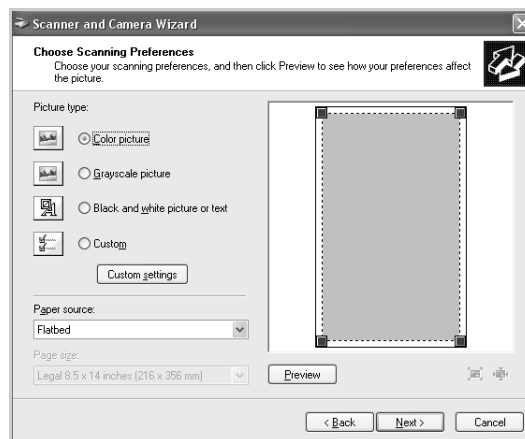 Scanner and Camera Wizard
Choose Scanning Preferences
Choose your scanning preferences, and then click Preview to see how your preferences affect
the picture.
Picture type:
Color picture
Grayscale picture
Black and white picture or text
Custom
Custom settings
Paper source:
Flatbed
Page size:
Legal 8.5 x 14 inches (216 x 356 mm)
Preview
< Back
Next >
Cancel